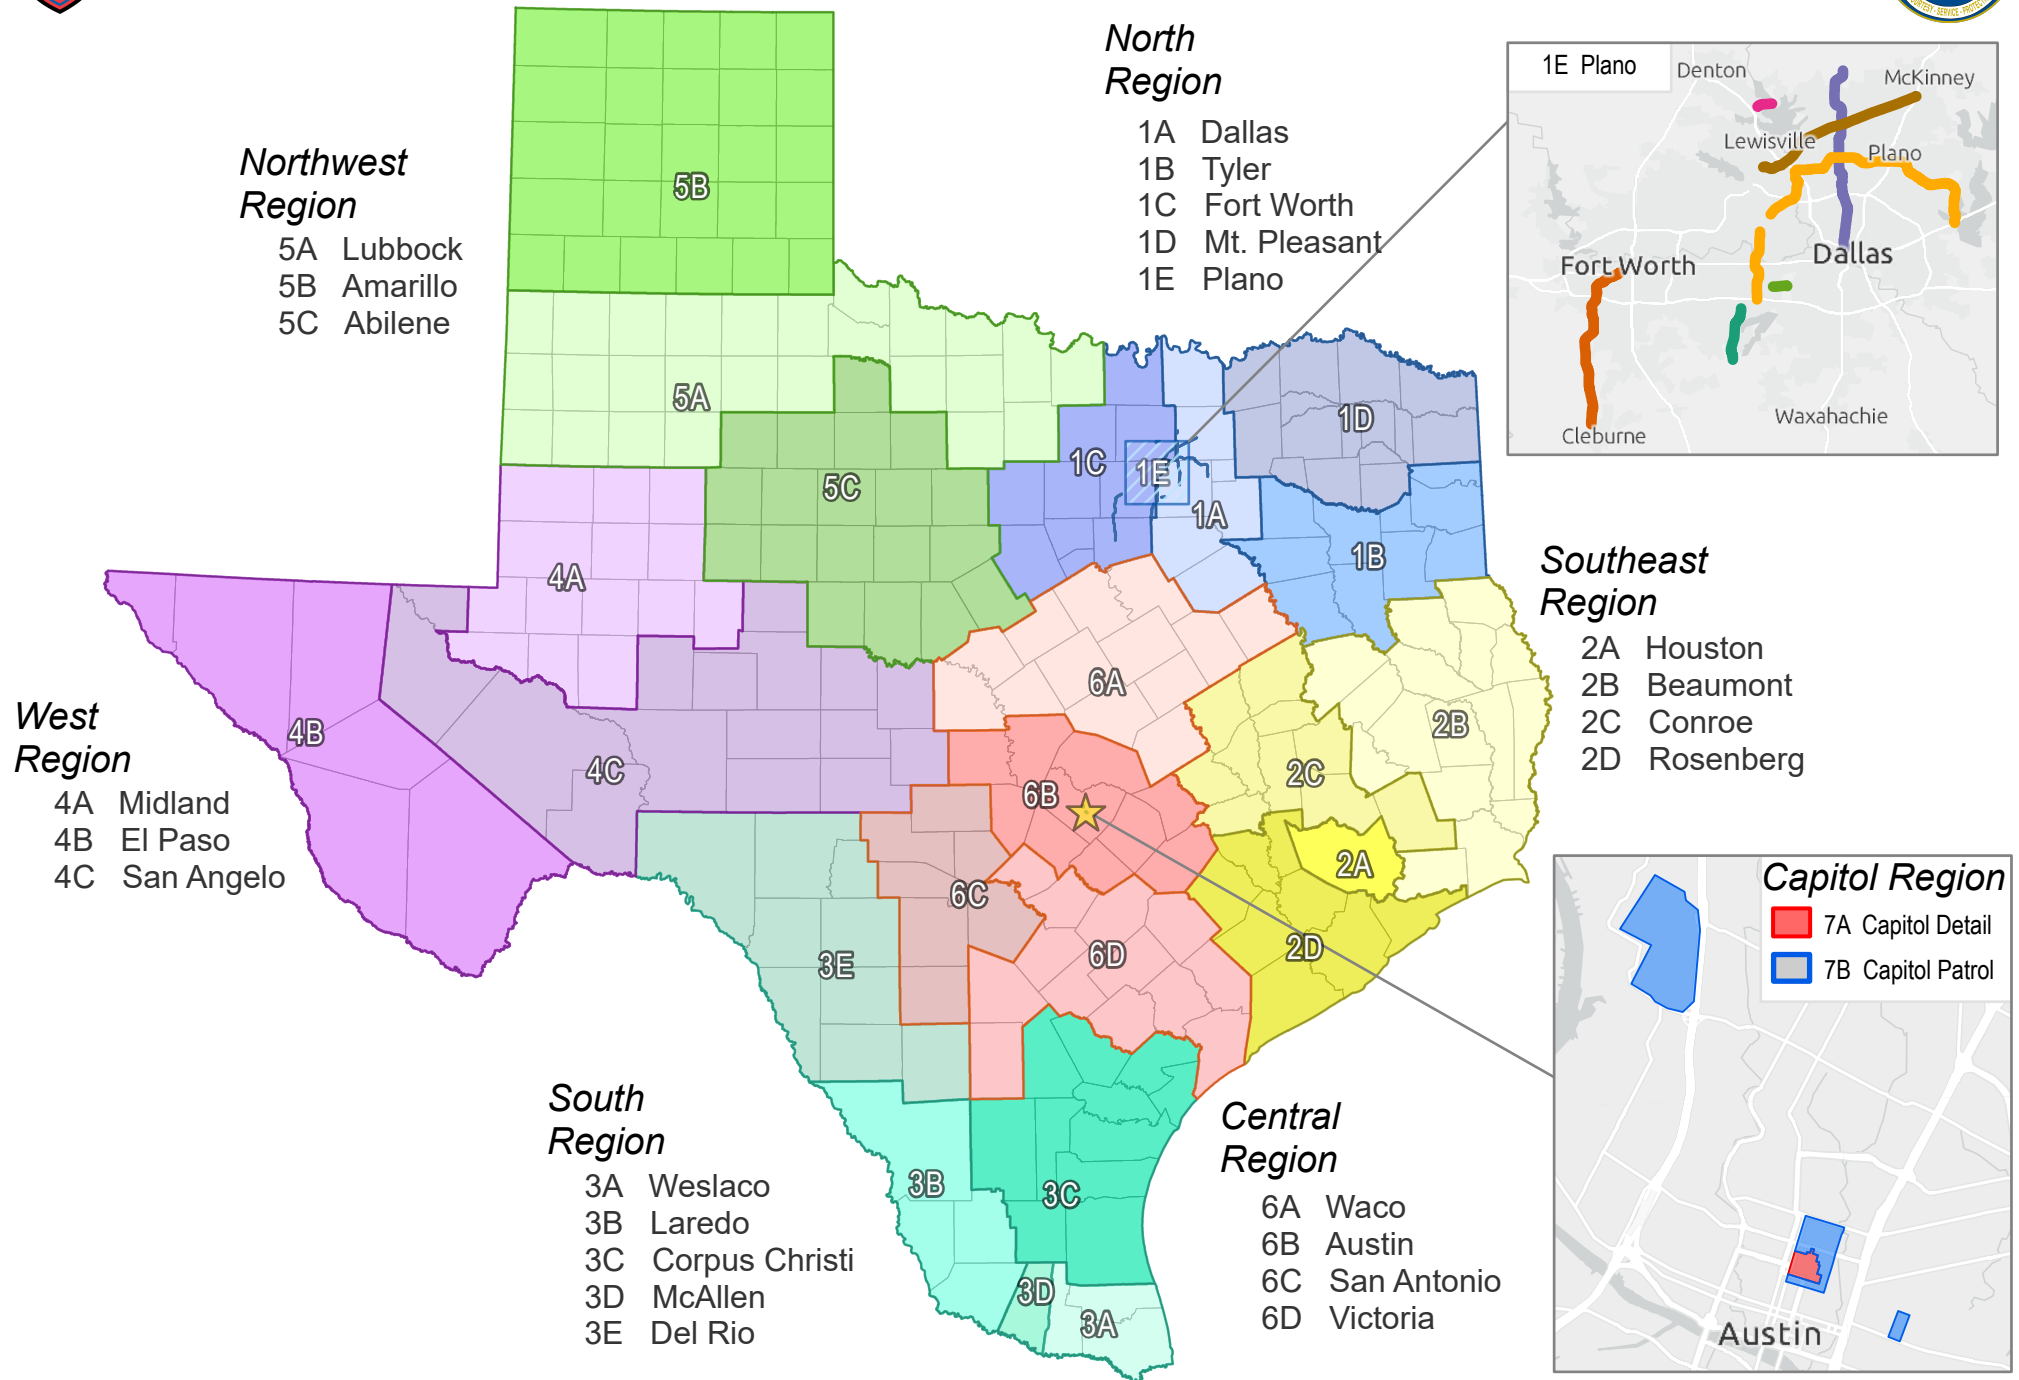 COURTESY - SERVICE - PROTECTION
North
Region
1A Dallas
1B Tyler
1C Fort Worth
1D Mt. Pleasant
1E Plano
1E Plano
Denton
McKinney
Lewisville
Plano
Fort Worth
Dallas
Waxahachie
Cleburne
Northwest
Region
5A Lubbock
5B Amarillo
5C Abilene
5B
5A
5C
1C
1E
1A
1D
1B
4A
4B
4C
6A
6B
6C
6D
2A
2B
2C
2D
3E
3B
3C
3D
3A
Southeast
Region
2A Houston
2B Beaumont
2C Conroe
2D Rosenberg
West
Region
4A Midland
4B El Paso
4C San Angelo
Capitol Region
7A Capitol Detail
7B Capitol Patrol
Austin
South
Region
3A Weslaco
3B Laredo
3C Corpus Christi
3D McAllen
3E Del Rio
Central
Region
6A Waco
6B Austin
6C San Antonio
6D Victoria